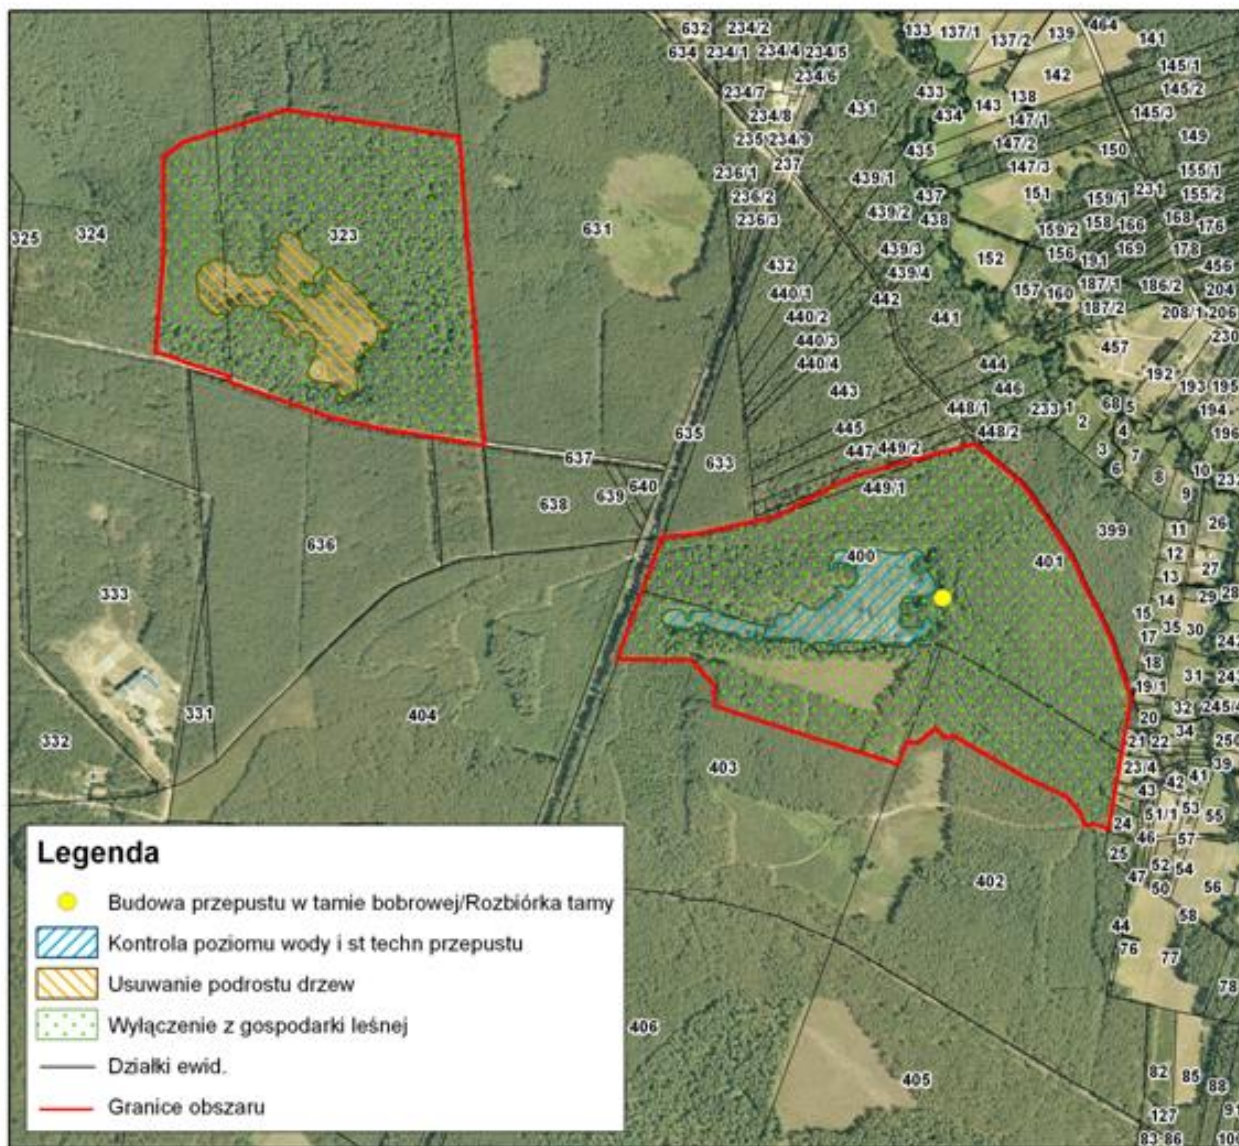 632 234/2 133 137/1 139 464
634 234/1 234/4 234/5 137/2 141
234/6 142 145/1
234/7 431 433 143 138 145/2
234/8 434 147/1 145/3
235 234/9 435 147/2 149
237 147/3 150
236/1 439/1 151 155/1
236/2 437 159/1 231 155/2
323 236/3 439/2 438 158 166 168 176
325 324 631 159/2 169
432 439/3 152 156 191 178
439/4 456
440/1 442 157 160 187/1 186/2 204
440/2 441 187/2 208/1 206
440/3 457 230
440/4 444 192
443 446 193 195
448/1 233 1 68 5 194
635 445 448/2 2 4 196
637 633 447 449/2 3 7
640 449/1 6 8 10
638 639 9
636 400 401 399 11 26
12 27
333 13 28
14 29
15 35 30
17 242
18 31 243
331 404 19/1 32 245/4
332 20 34
21 22 250
403 23/4 41 39
43 42
24 51/1 53 55
46 57
25 52 54
402 47 50 56
58
44
76 77
78
406
405 82 85 88
127 91
83 86
Legenda
Budowa przepustu w tamie bobrowej/Rozbiórka tamy
Kontrola poziomu wody i st techn przepustu
Usuwanie podrostu drzew
Wyłączenie z gospodarki leśnej
Działki ewid.
Granice obszaru